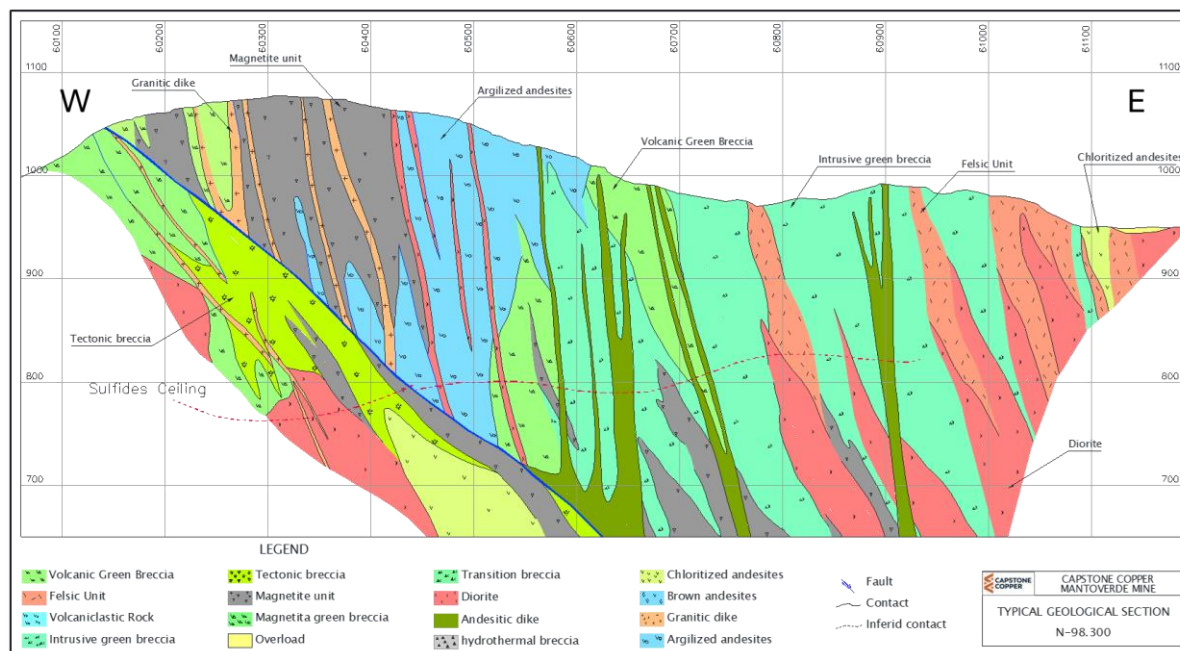 60100 60200 60300 60400 60500 60600 60700 60800 60900 61000 61100
Magnetite unit
1100 1100
Granitic dike
Argilized andesites
W E
Volcanic Green Breccia
Intrusive green breccia
Felsic Unit
Chloritized andesites
1000 1000
900 900
Tectonic breccia
800 800
Sulfides Ceiling
Diorite
700 700
LEGEND
Volcanic Green Breccia
Felsic Unit
Volcaniclastic Rock
Intrusive green breccia
Tectonic breccia
Magnetite unit
Magnetita green breccia
Overload
Transition breccia
Diorite
Andesitic dike
hydrothermal breccia
Chloritized andesites
Brown andesites
Granitic dike
Argilized andesites
Fault
Contact
Inferid contact
CAPSTONE
COPPER
CAPSTONE COPPER
MANTOVERDE MINE
TYPICAL GEOLOGICAL SECTION
N-98.300